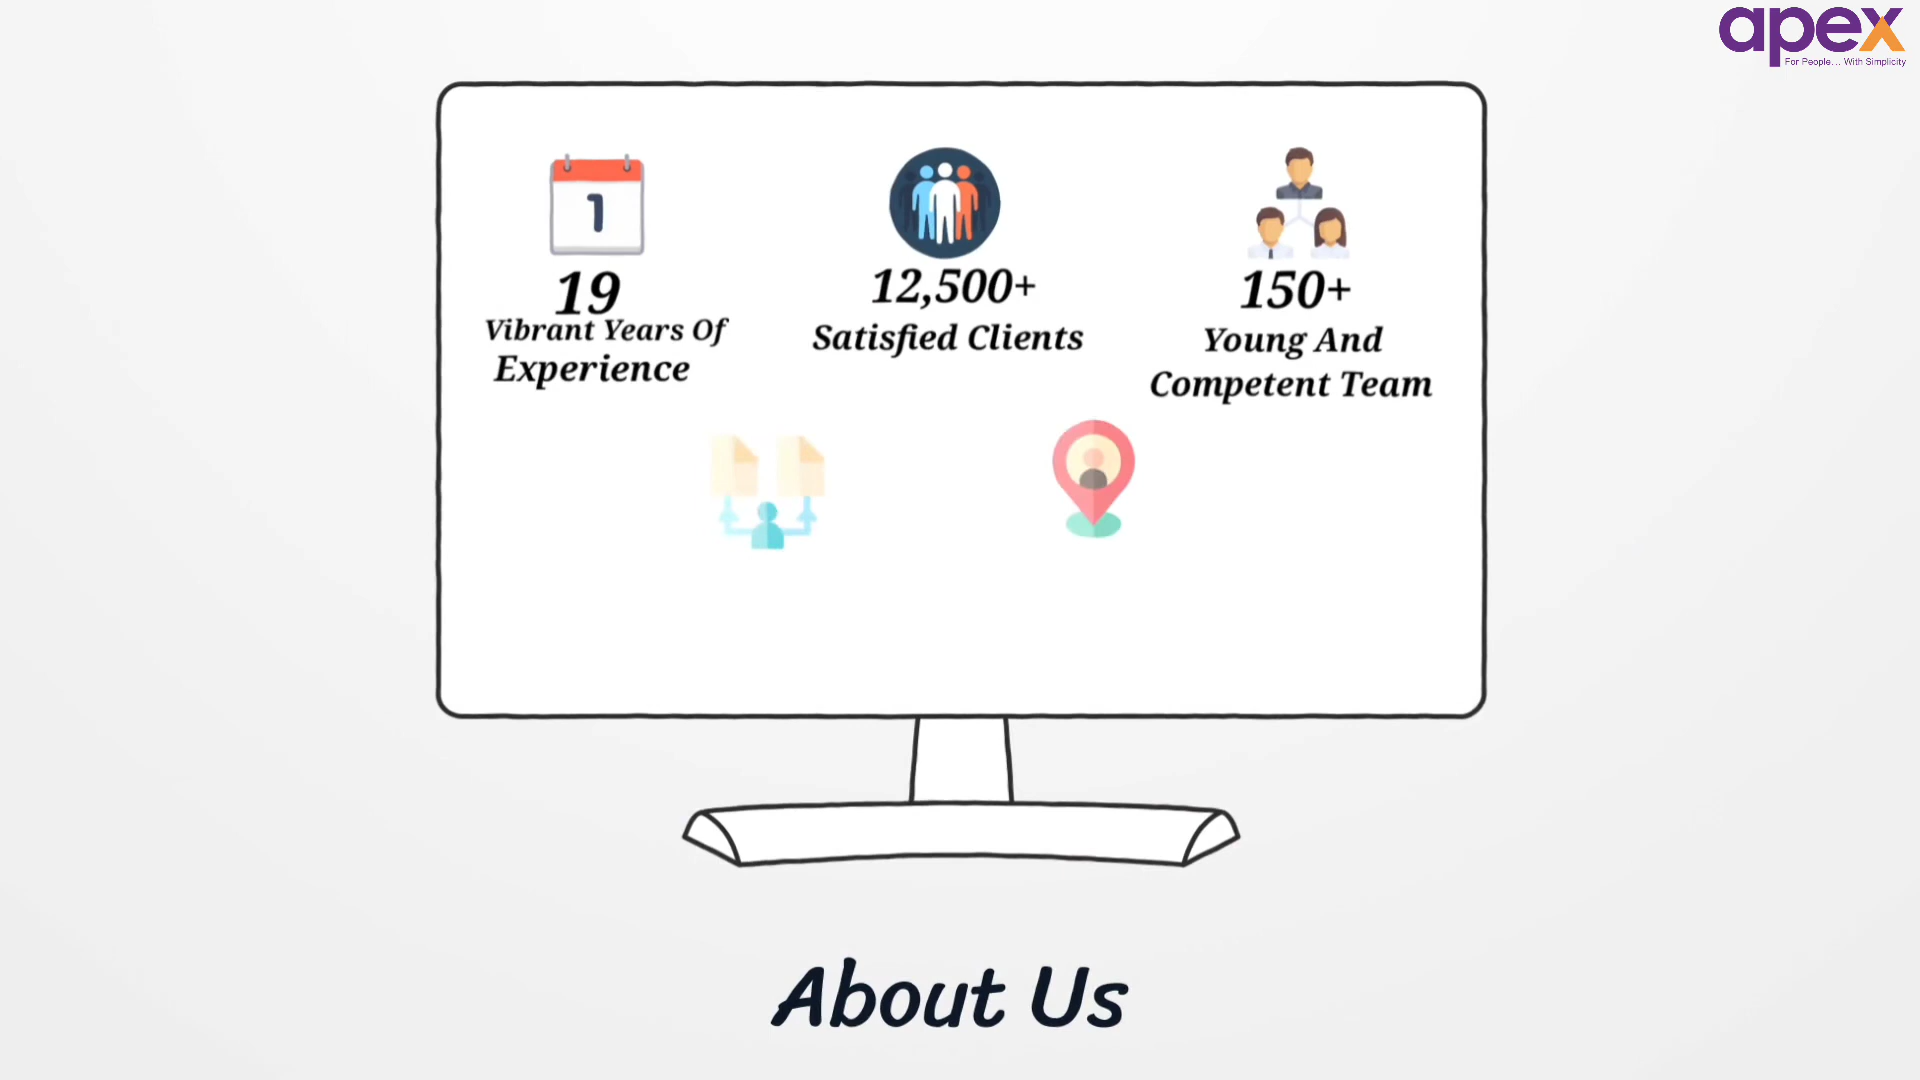 apex
For People... With Simplicity
1
19
Vibrant Years Of
Experience
12,500+
Satisfied Clients
150+
Young And
Competent Team
About Us